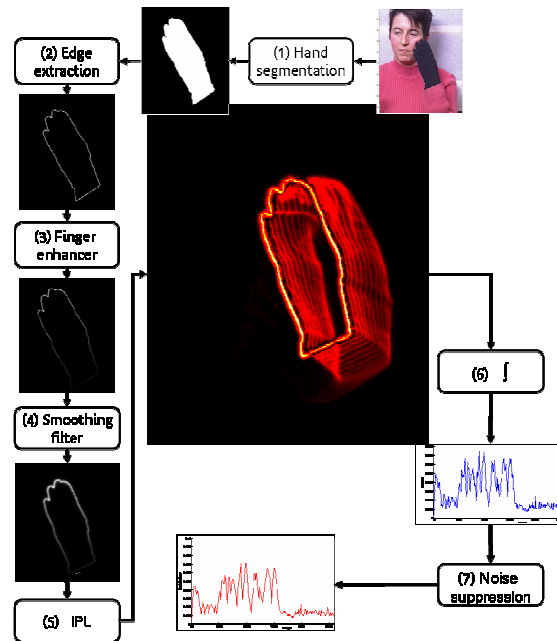 (1) Hand
segmentation
(2) Edge
extraction
(3) Finger
enhancer
(4) Smoothing
filter
(5) IPL
(6) ∫
(7) Noise
suppression